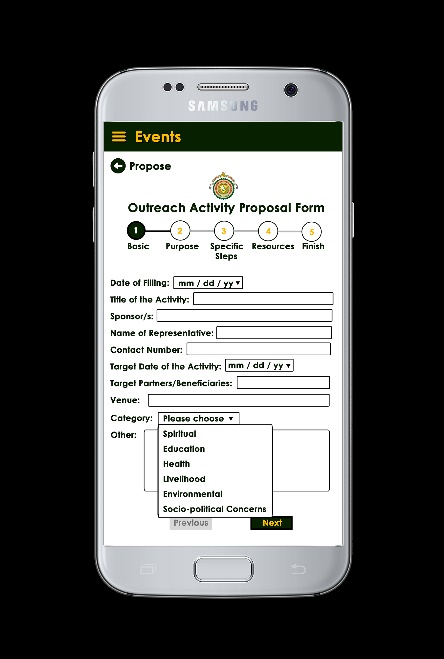 SAMSUNG
Events
Propose
Outreach Activity Proposal Form
1 2 3 4 5
Basic Purpose Specific Steps Resources Finish
Date of Filling: mm / dd / yy ▾
Title of the Activity:
Sponsor/s:
Name of Representative:
Contact Number:
Target Date of the Activity: mm / dd / yy ▾
Target Partners/Beneficiaries:
Venue:
Category: Please choose ▾
Other:
Spiritual
Education
Health
Livelihood
Environmental
Socio-political Concerns
Previous Next